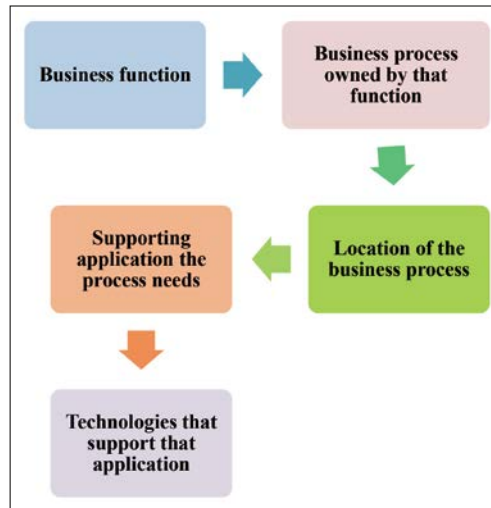 Business function
Business process
owned by that
function
Location of the
business process
Supporting
application the
process needs
Technologies that
support that
application